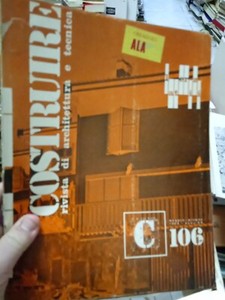 COSTRUIRE
rivista di architettura e tecnica
ALA
C
106